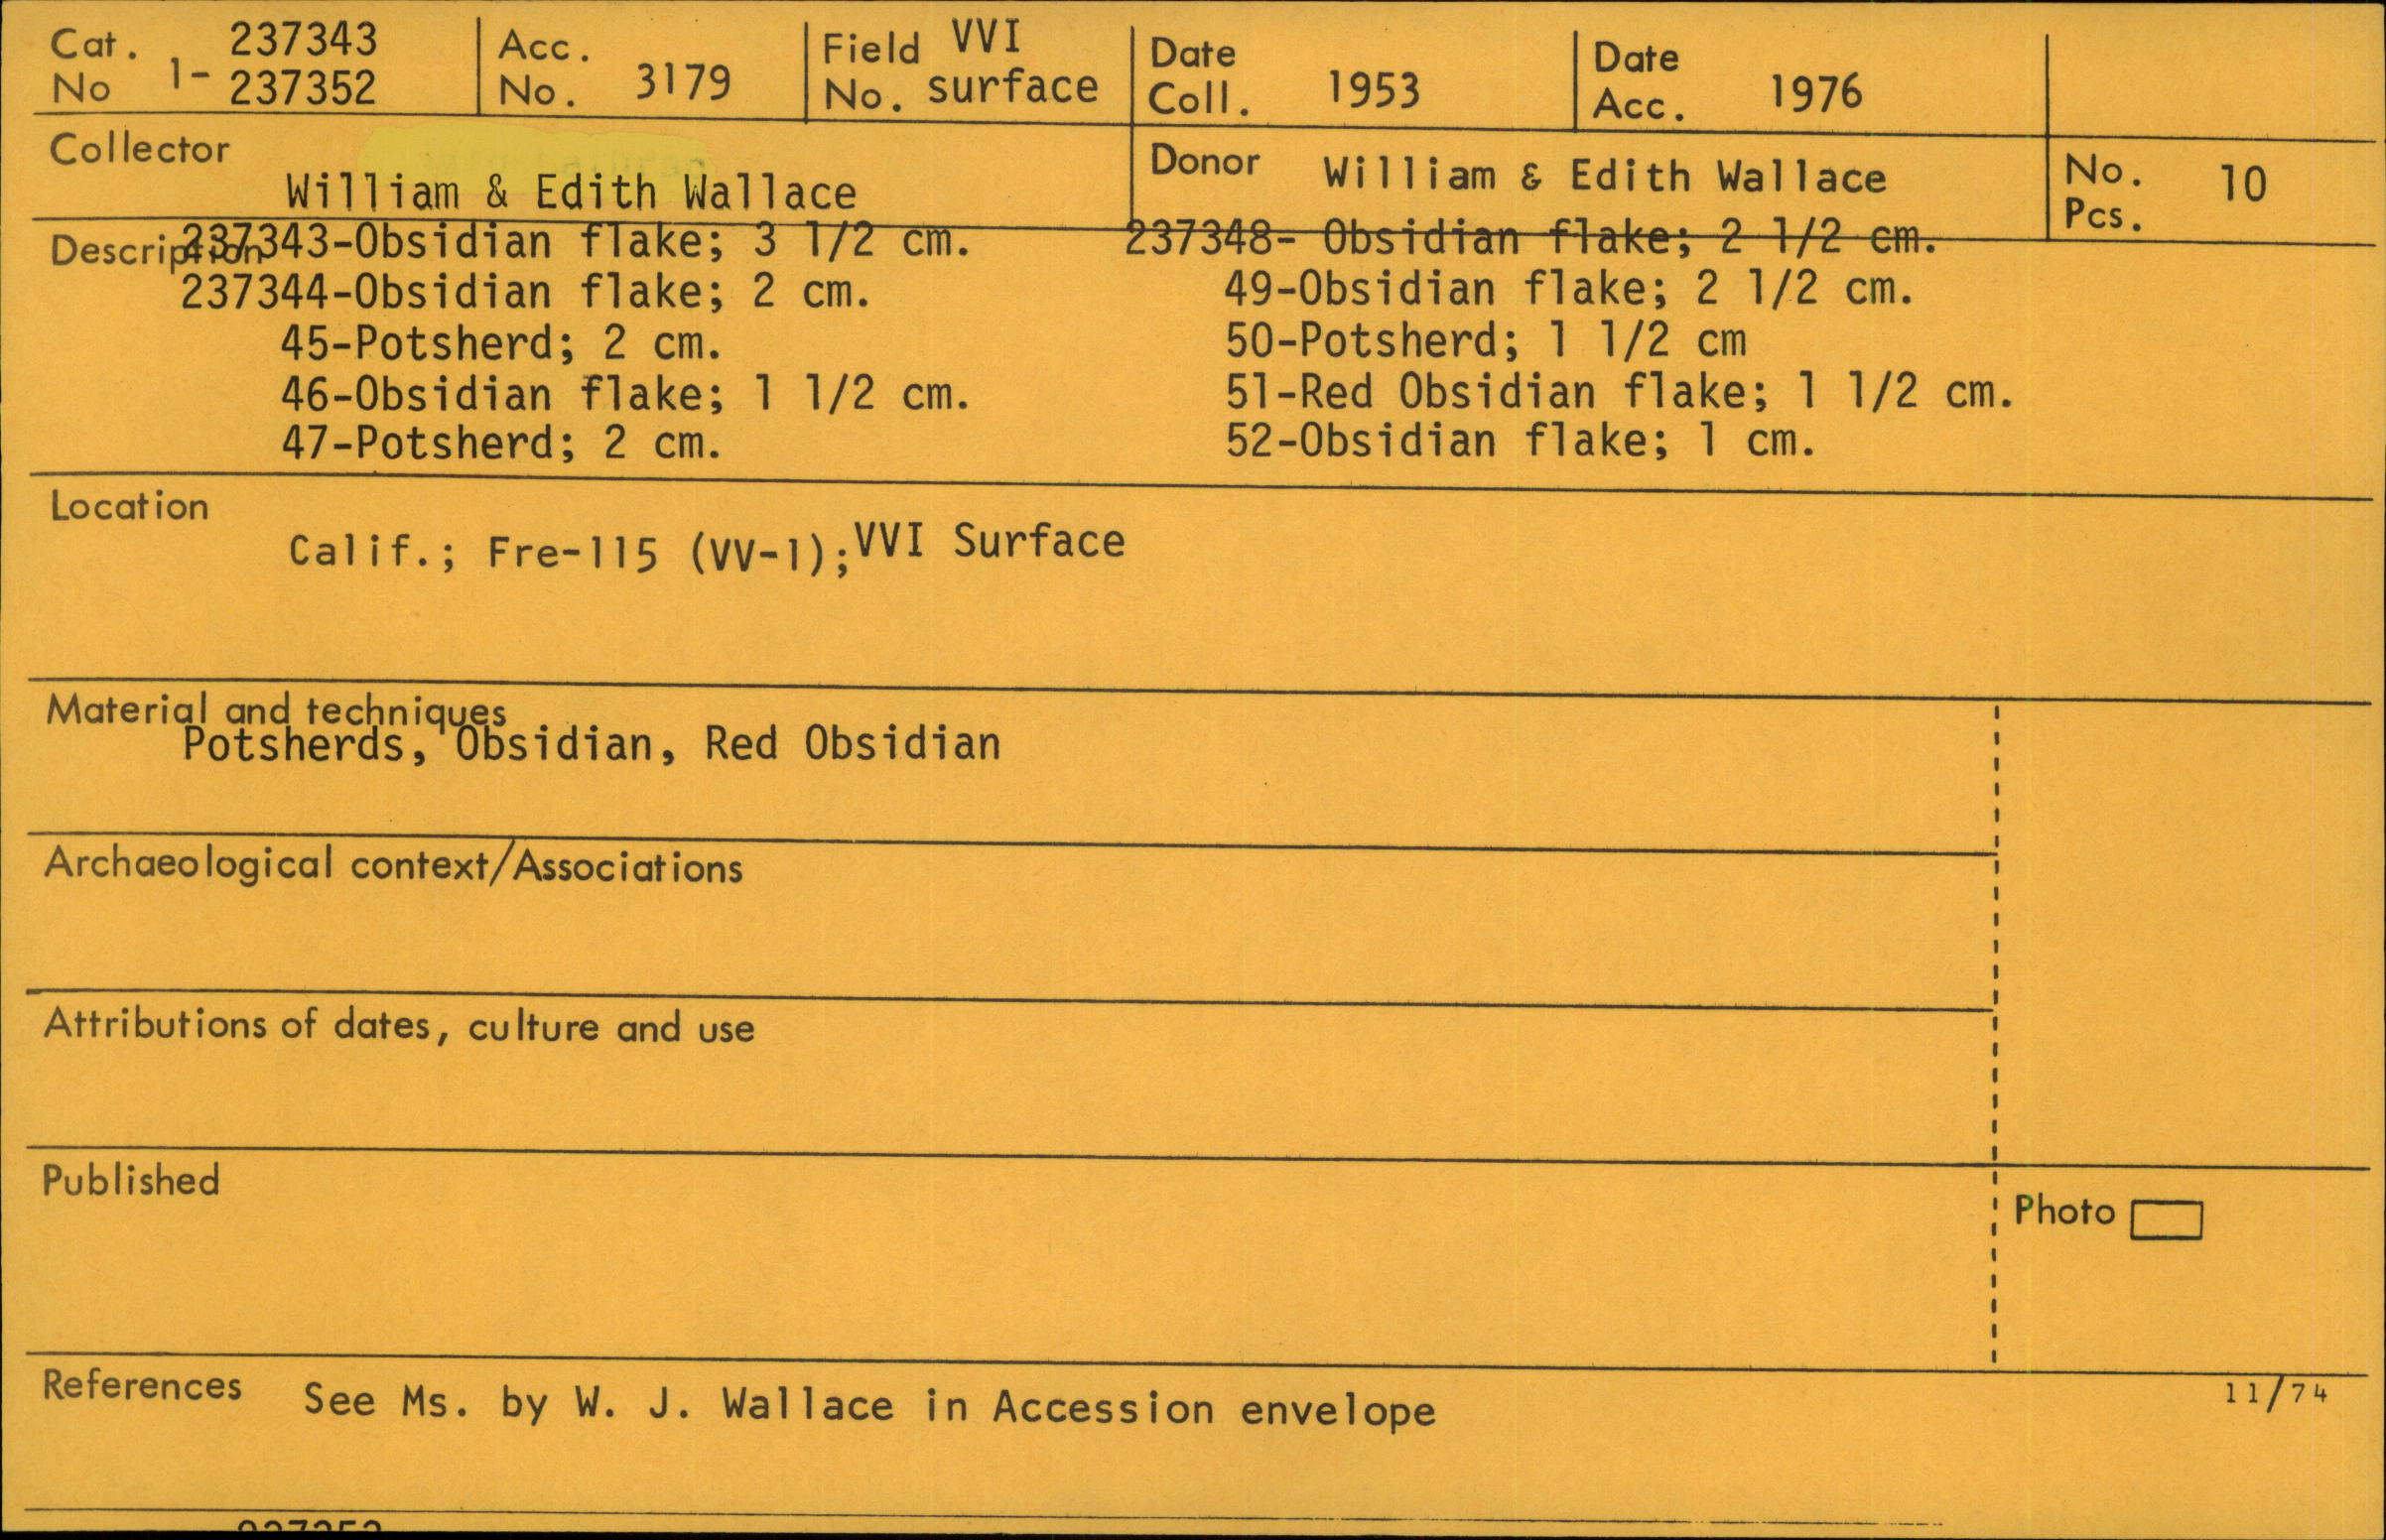 Cat. No 1- 237343 237352
Acc. No. 3179
Field No. VVI surface
Date Coll. 1953
Date Acc. 1976
Collector
William & Edith Wallace
Donor William & Edith Wallace
No. Pcs. 10
Description
237343-Obsidian flake; 3 1/2 cm.
237344-Obsidian flake; 2 cm.
45-Potsherd; 2 cm.
46-Obsidian flake; 1 1/2 cm.
47-Potsherd; 2 cm.
237348- Obsidian flake; 2 1/2 cm.
49-Obsidian flake; 2 1/2 cm.
50-Potsherd; 1 1/2 cm
51-Red Obsidian flake; 1 1/2 cm.
52-Obsidian flake; 1 cm.
Location
Calif.; Fre-115 (VV-1);VVI Surface
Material and techniques
Potsherds, Obsidian, Red Obsidian
Archaeological context/Associations
Attributions of dates, culture and use
Published
Photo
References See Ms. by W. J. Wallace in Accession envelope
11/74